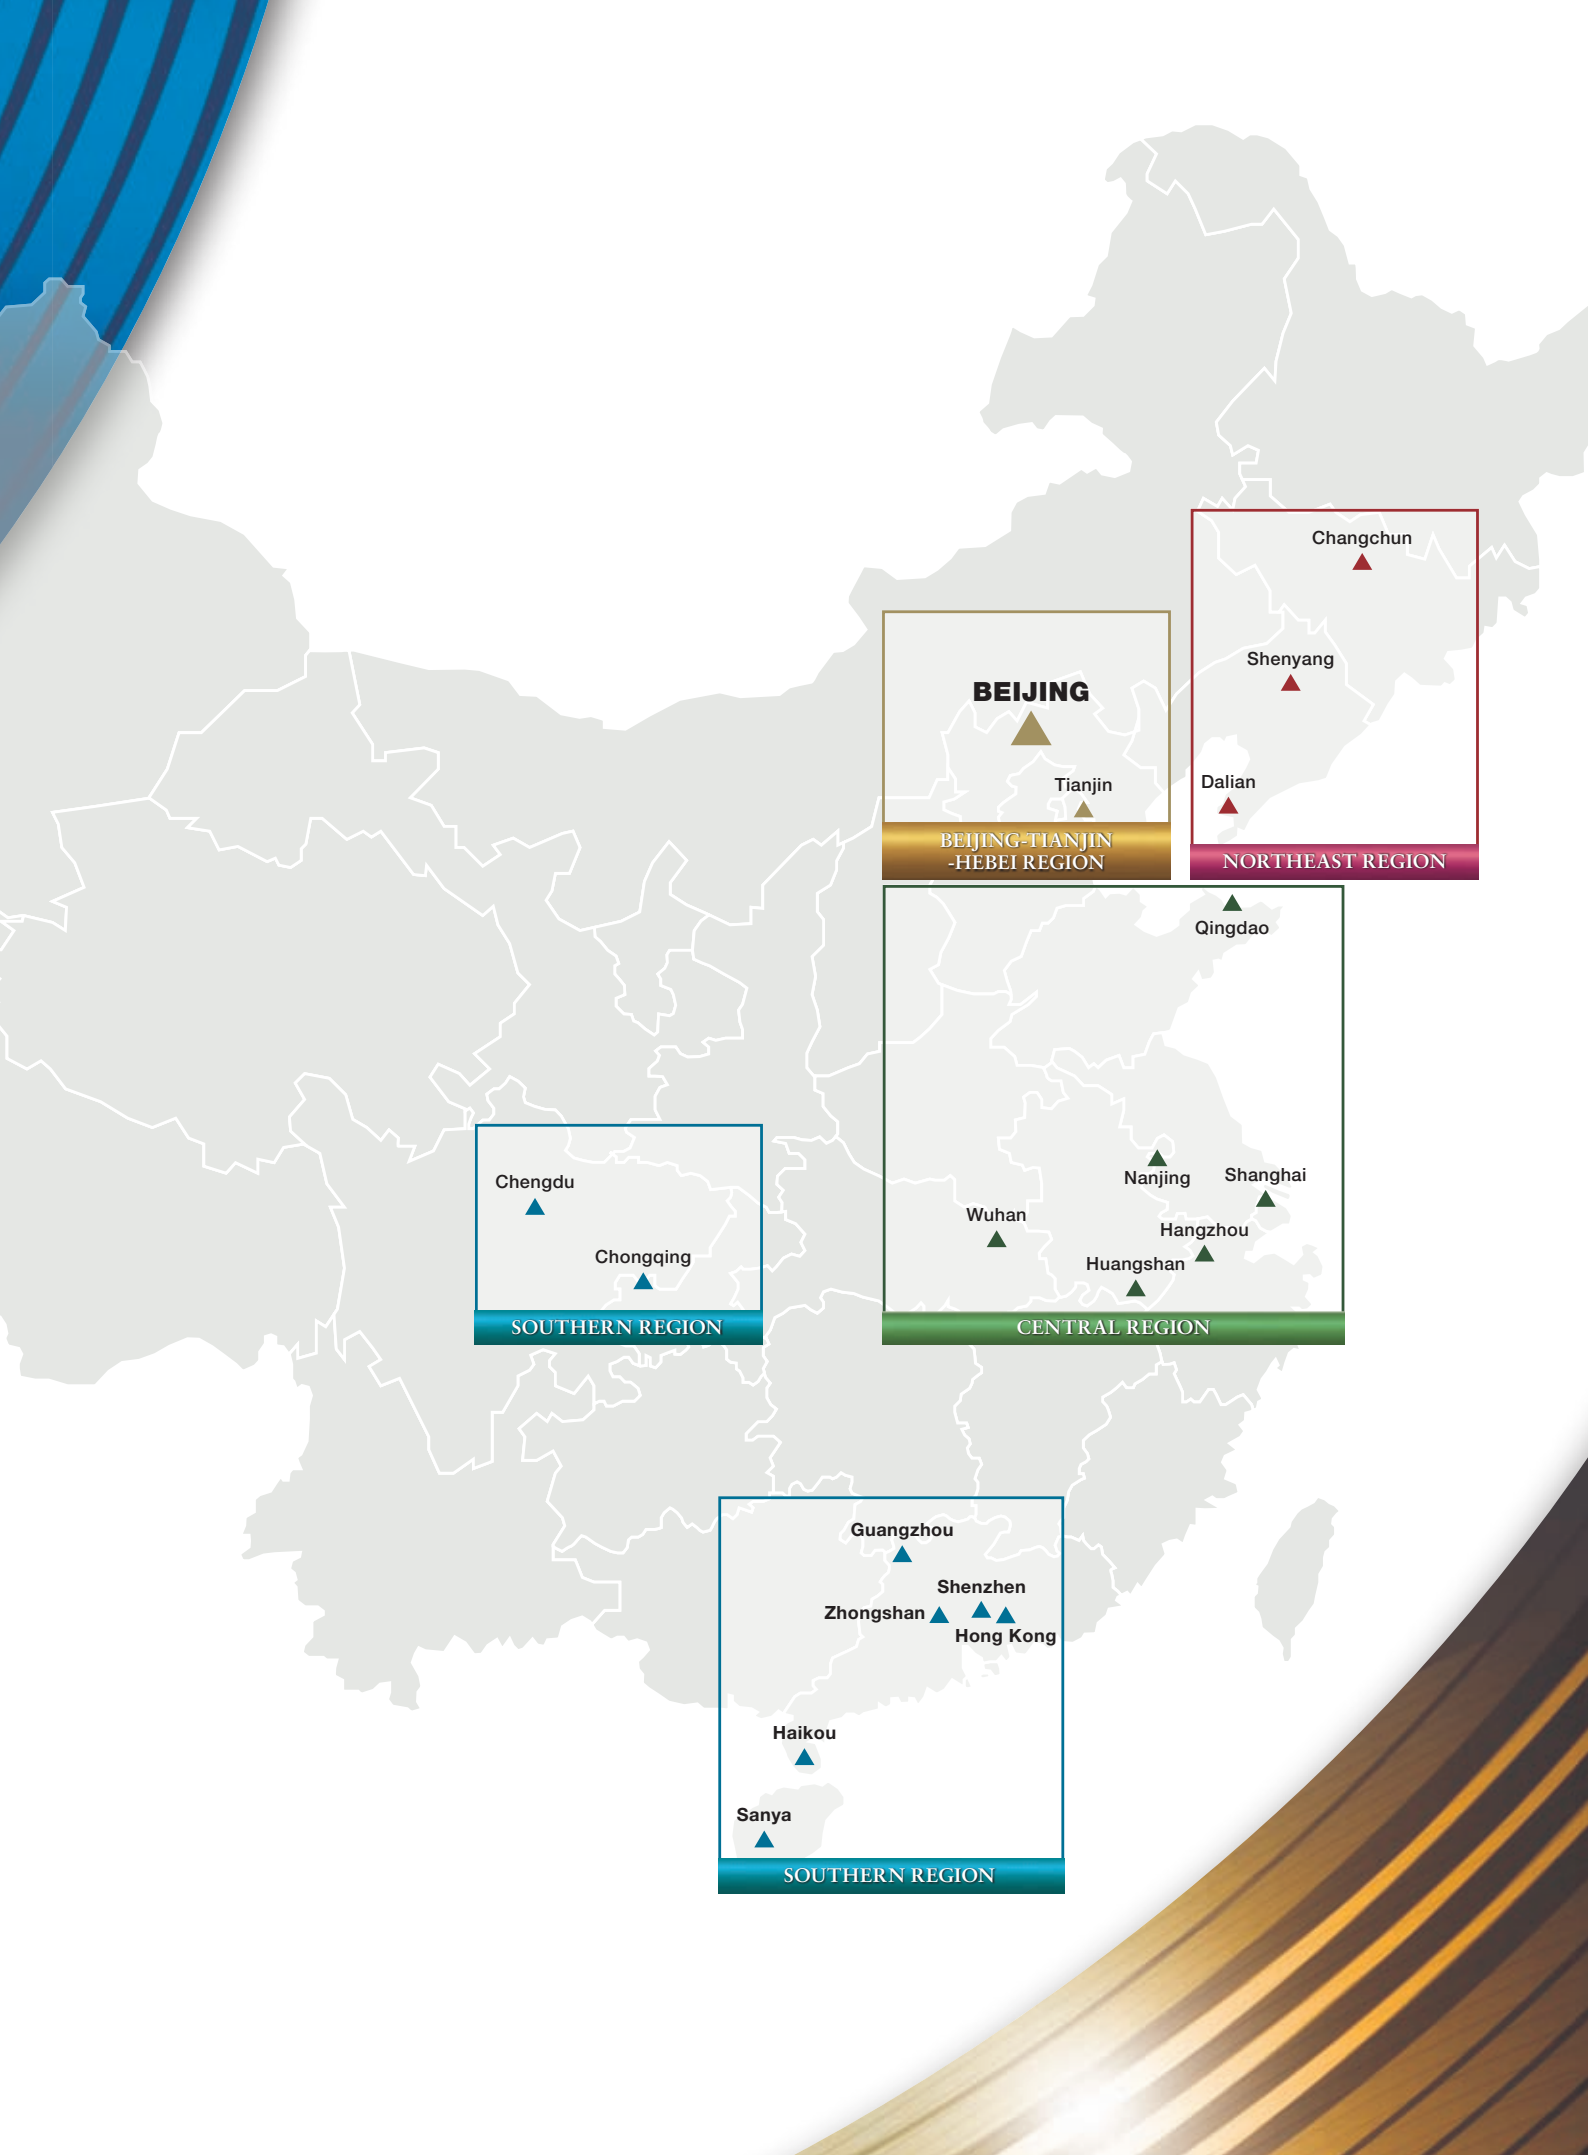 Changchun
Shenyang
Dalian
NORTHEAST REGION
BEIJING
Tianjin
BEIJING-TIANJIN
-HEBEI REGION
Qingdao
Nanjing
Shanghai
Wuhan
Hangzhou
Huangshan
CENTRAL REGION
Chengdu
Chongqing
SOUTHERN REGION
Guangzhou
Shenzhen
Zhongshan
Hong Kong
Haikou
Sanya
SOUTHERN REGION